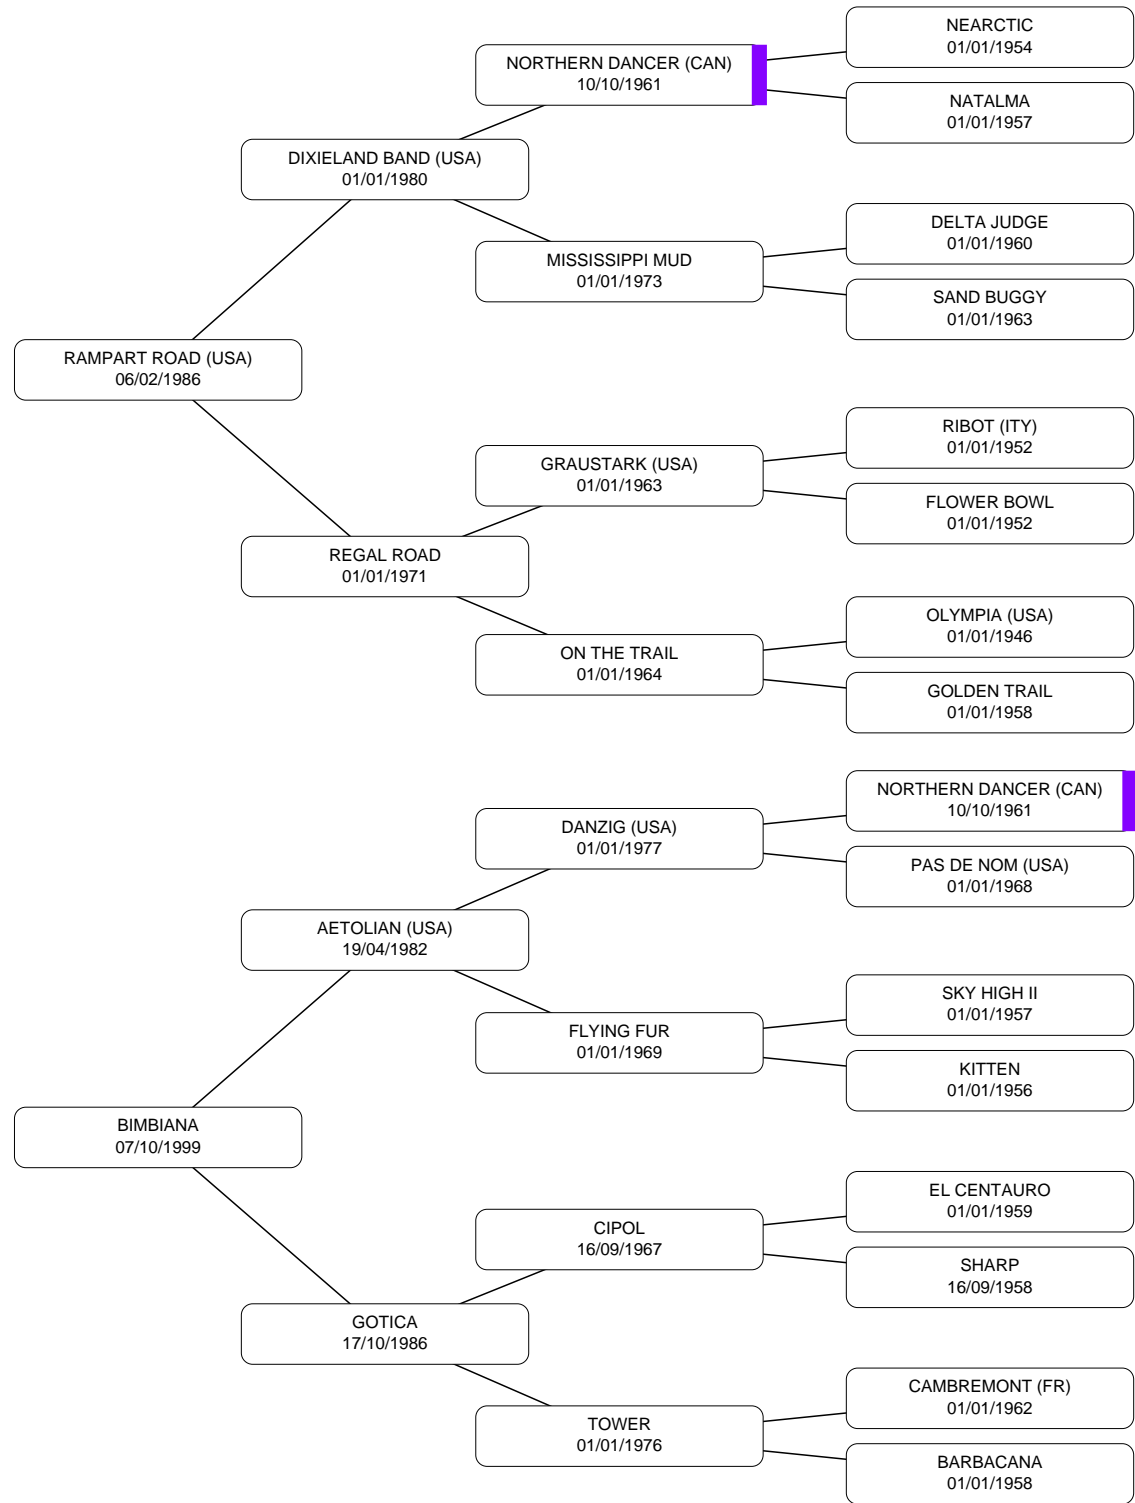 NEARCTIC
01/01/1954
NORTHERN DANCER (CAN)
10/10/1961
NATALMA
01/01/1957
DIXIELAND BAND (USA)
01/01/1980
DELTA JUDGE
01/01/1960
MISSISSIPPI MUD
01/01/1973
SAND BUGGY
01/01/1963
RAMPART ROAD (USA)
06/02/1986
RIBOT (ITY)
01/01/1952
GRAUSTARK (USA)
01/01/1963
FLOWER BOWL
01/01/1952
REGAL ROAD
01/01/1971
OLYMPIA (USA)
01/01/1946
ON THE TRAIL
01/01/1964
GOLDEN TRAIL
01/01/1958
NORTHERN DANCER (CAN)
10/10/1961
DANZIG (USA)
01/01/1977
PAS DE NOM (USA)
01/01/1968
AETOLIAN (USA)
19/04/1982
SKY HIGH II
01/01/1957
FLYING FUR
01/01/1969
KITTEN
01/01/1956
BIMBIANA
07/10/1999
EL CENTAURO
01/01/1959
CIPOL
16/09/1967
SHARP
16/09/1958
GOTICA
17/10/1986
CAMBREMONT (FR)
01/01/1962
TOWER
01/01/1976
BARBACANA
01/01/1958